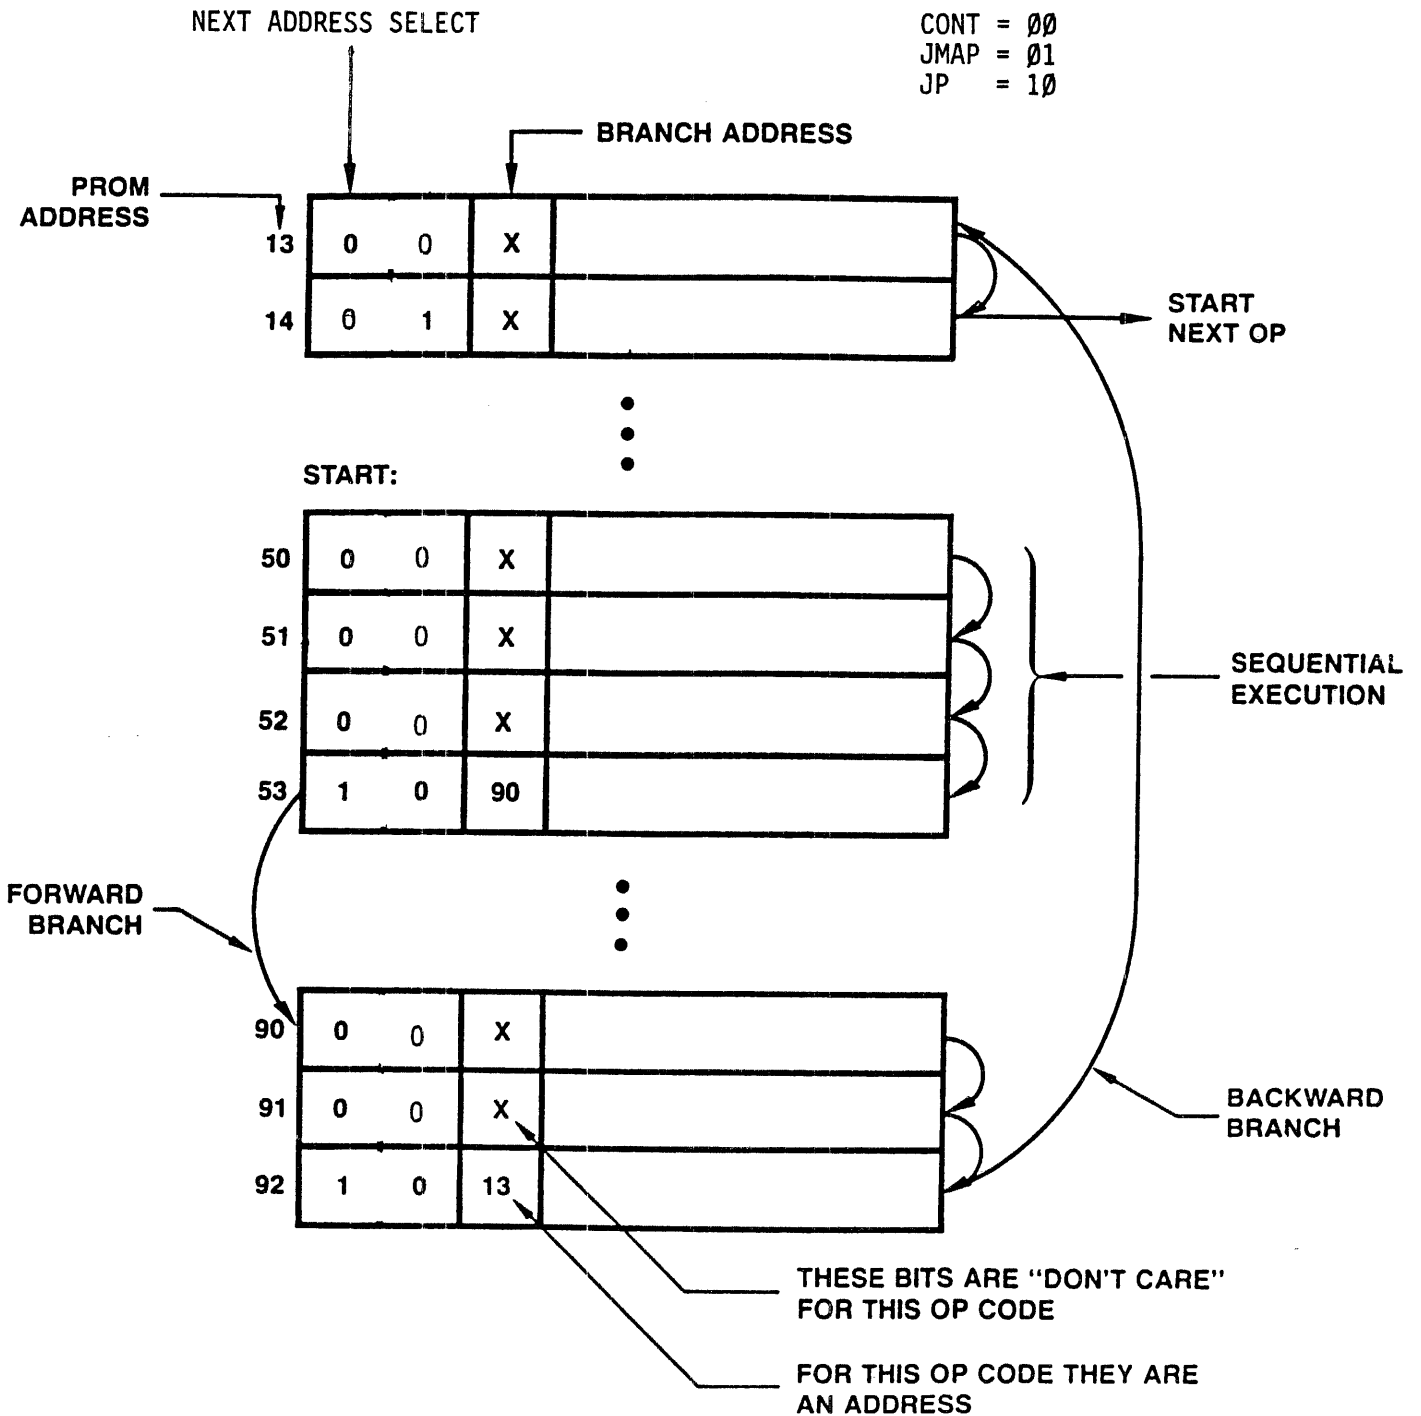 NEXT ADDRESS SELECT
CONT = 00
JMAP = 01
JP = 10
BRANCH ADDRESS
PROM
ADDRESS
13 0 0 X
14 0 1 X
START
NEXT OP
START:
50 0 0 X
51 0 0 X
52 0 0 X
53 1 0 90
SEQUENTIAL
EXECUTION
FORWARD
BRANCH
90 0 0 X
91 0 0 X
92 1 0 13
BACKWARD
BRANCH
THESE BITS ARE "DON'T CARE"
FOR THIS OP CODE
FOR THIS OP CODE THEY ARE
AN ADDRESS